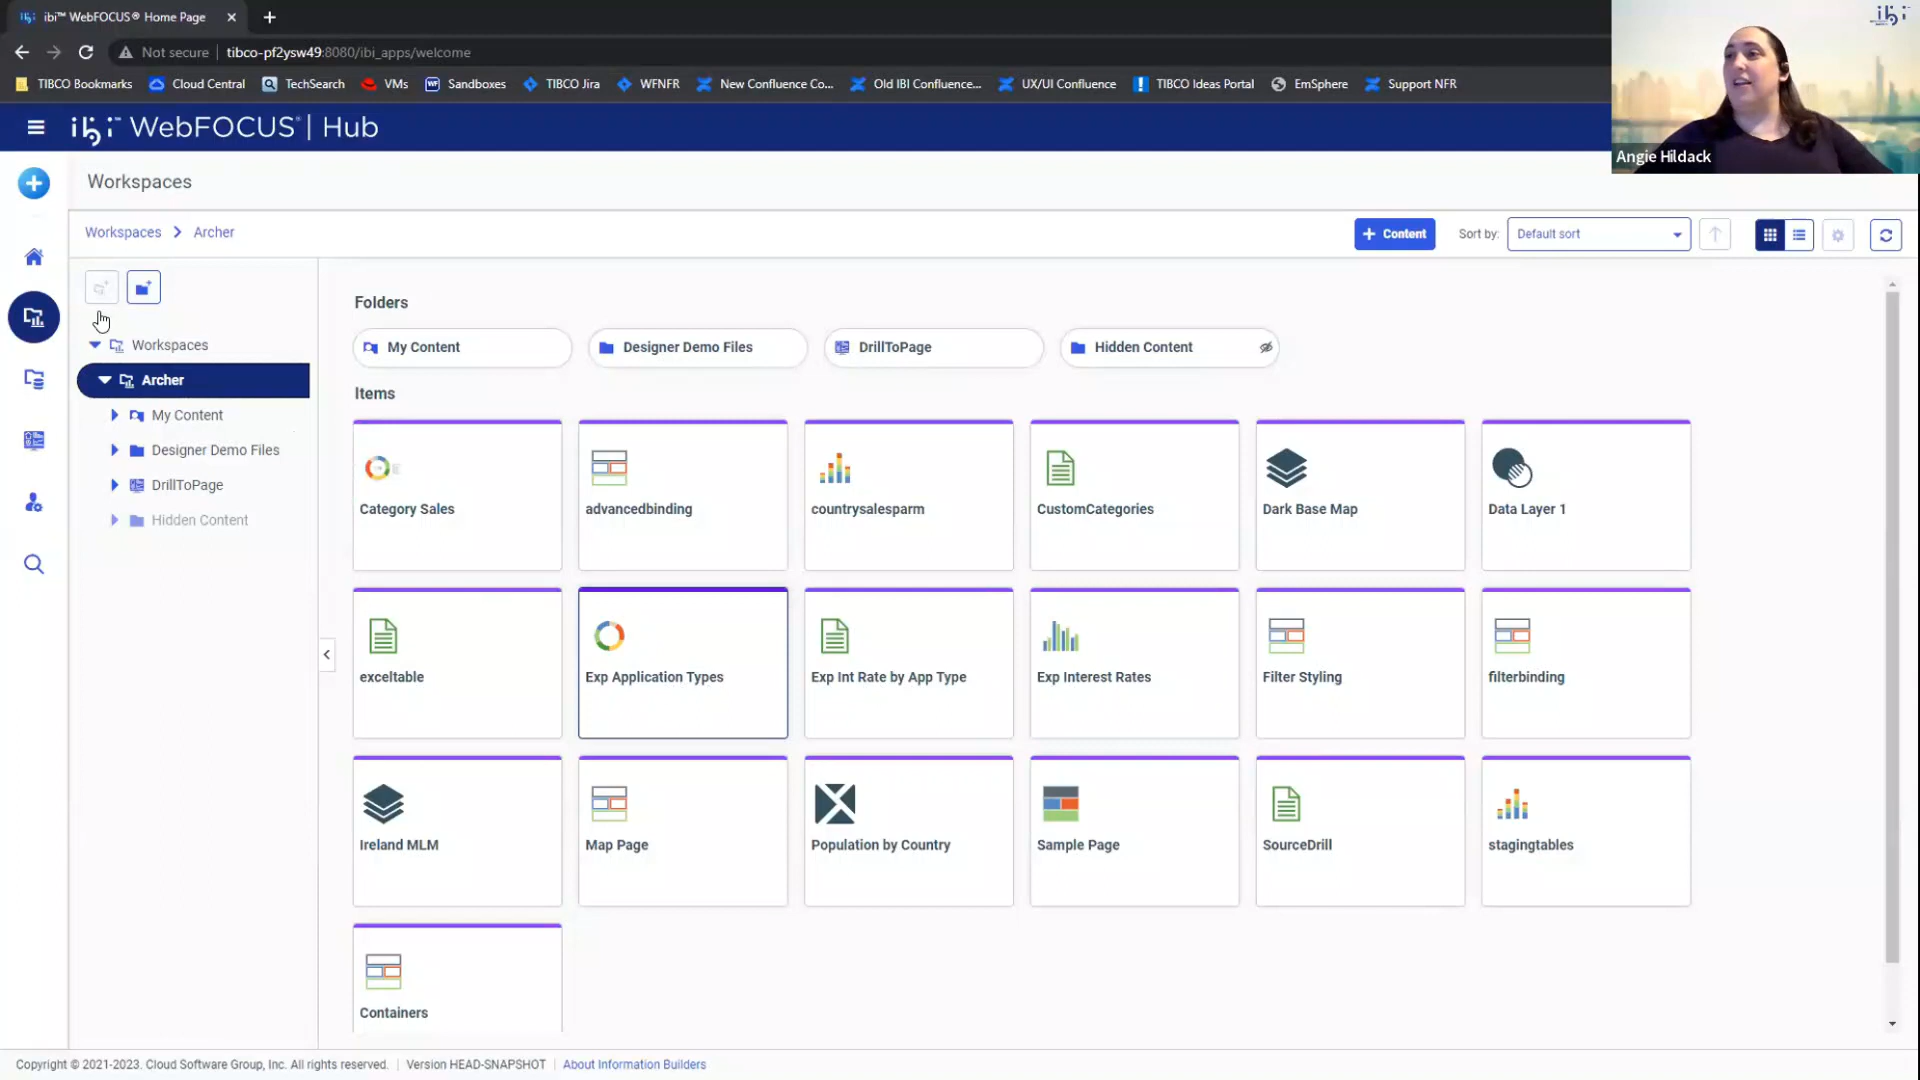 ibi™ WebFOCUS® Home Page
Not secure
tibco-pf2ysw49:8080/ibi_apps/welcome
TIBCO Bookmarks
Cloud Central
TechSearch
VMs
Sandboxes
TIBCO Jira
WFNFR
New Confluence Co...
Old IBI Confluence...
UX/UI Confluence
TIBCO Ideas Portal
EmSphere
Support NFR
ibi
Angie Hildack
ibi™ WebFOCUS® | Hub
Workspaces
Workspaces > Archer
+ Content
Sort by:
Default sort
Workspaces
Archer
My Content
Designer Demo Files
DrillToPage
Hidden Content
Folders
My Content
Designer Demo Files
DrillToPage
Hidden Content
Items
Category Sales
advancedbinding
countrysalesparm
CustomCategories
Dark Base Map
Data Layer 1
exceltable
Exp Application Types
Exp Int Rate by App Type
Exp Interest Rates
Filter Styling
filterbinding
Ireland MLM
Map Page
Population by Country
Sample Page
SourceDrill
stagingtables
Containers
Copyright © 2021-2023. Cloud Software Group, Inc. All rights reserved. | Version HEAD-SNAPSHOT | About Information Builders